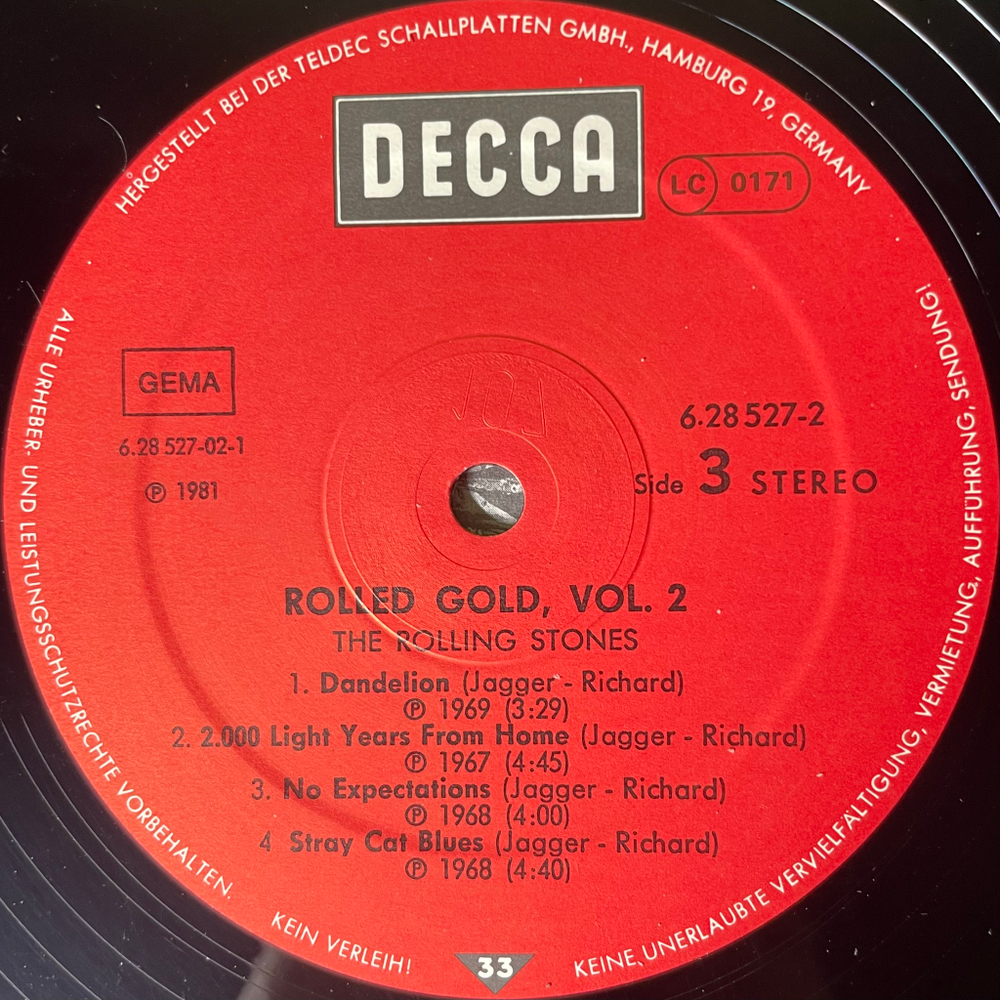 HERGESTELLT BEI DER TELDEC SCHALLPLATTEN GMBH., HAMBURG 19, GERMANY
DECCA
LC 0171
GEMA
6.28 527-02-1
℗ 1981
6.28 527-2
Side 3 STEREO
ROLLED GOLD, VOL. 2
THE ROLLING STONES
1. Dandelion (Jagger - Richard)
℗ 1969 (3:29)
2. 2.000 Light Years From Home (Jagger - Richard)
℗ 1967 (4:45)
3. No Expectations (Jagger - Richard)
℗ 1968 (4:00)
4 Stray Cat Blues (Jagger - Richard)
℗ 1968 (4:40)
ALLE URHEBER- UND LEISTUNGSSCHUTZRECHTE VORBEHALTEN.
KEIN VERLEIH!
33
KEINE UNERLAUBTE VERVIELFÄLTIGUNG, VERMIETUNG, AUFFÜHRUNG, SENDUNG!